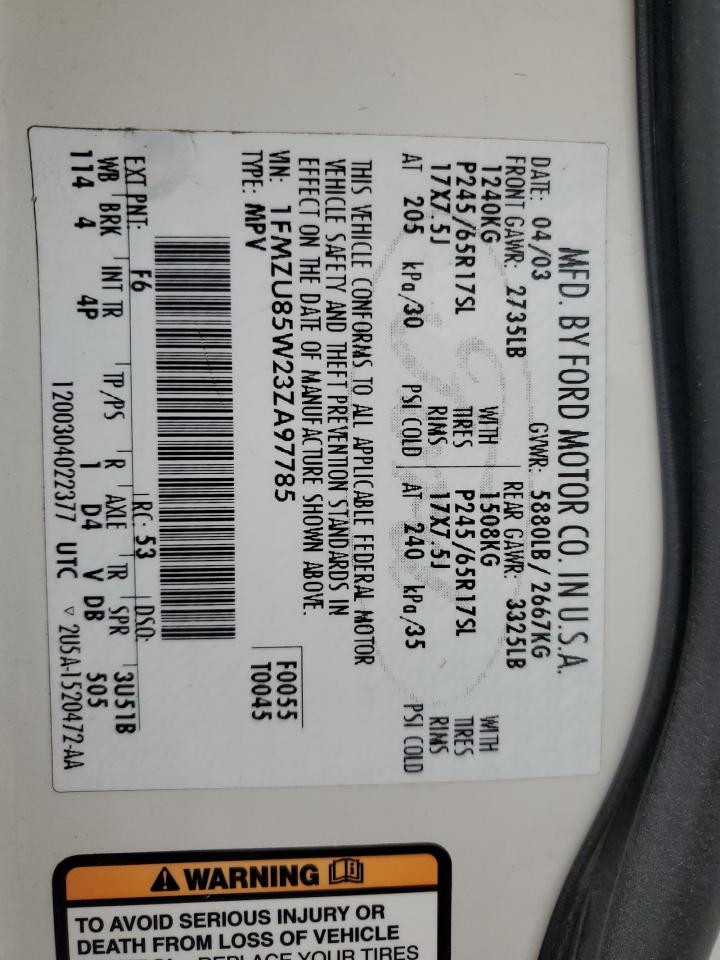 MFD. BY FORD MOTOR CO. IN U.S.A.
DATE: 04/03 GVWR: 5880LB/2667KG
FRONT GAWR: 2735LB REAR GAWR: 3325LB
1240KG WITH 1508KG WITH
P245/65R17SL TIRES P245/65R17SL TIRES
17X7.5J RIMS 17X7.5J RIMS
AT 205 kPa/30 PSI COLD AT 240 kPa/35 PSI COLD
THIS VEHICLE CONFORMS TO ALL APPLICABLE FEDERAL MOTOR
VEHICLE SAFETY AND THEFT PREVENTION STANDARDS IN
EFFECT ON THE DATE OF MANUFACTURE SHOWN ABOVE.
VIN: 1FMZU85W23ZA97785 F0055
TYPE: MPV T0045
EXT PNT: F6 RC: 53 DSO:
WB BRK INT TR TP/PS R AXLE TR SPR 3U51B
114 4 4P 1 D4 V DB 505
1200304022377 UTC ▽ 2U5A-1520472-AA
WARNING
TO AVOID SERIOUS INJURY OR
DEATH FROM LOSS OF VEHICLE
REPLACE YOUR TIRES